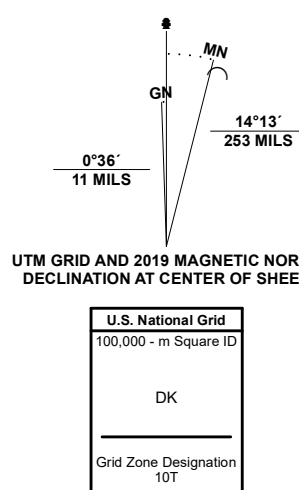 MN
GN
14°13´
253 MILS
0°36´
11 MILS
UTM GRID AND 2019 MAGNETIC NOR
DECLINATION AT CENTER OF SHEE
U.S. National Grid
100,000 - m Square ID
DK
Grid Zone Designation
10T